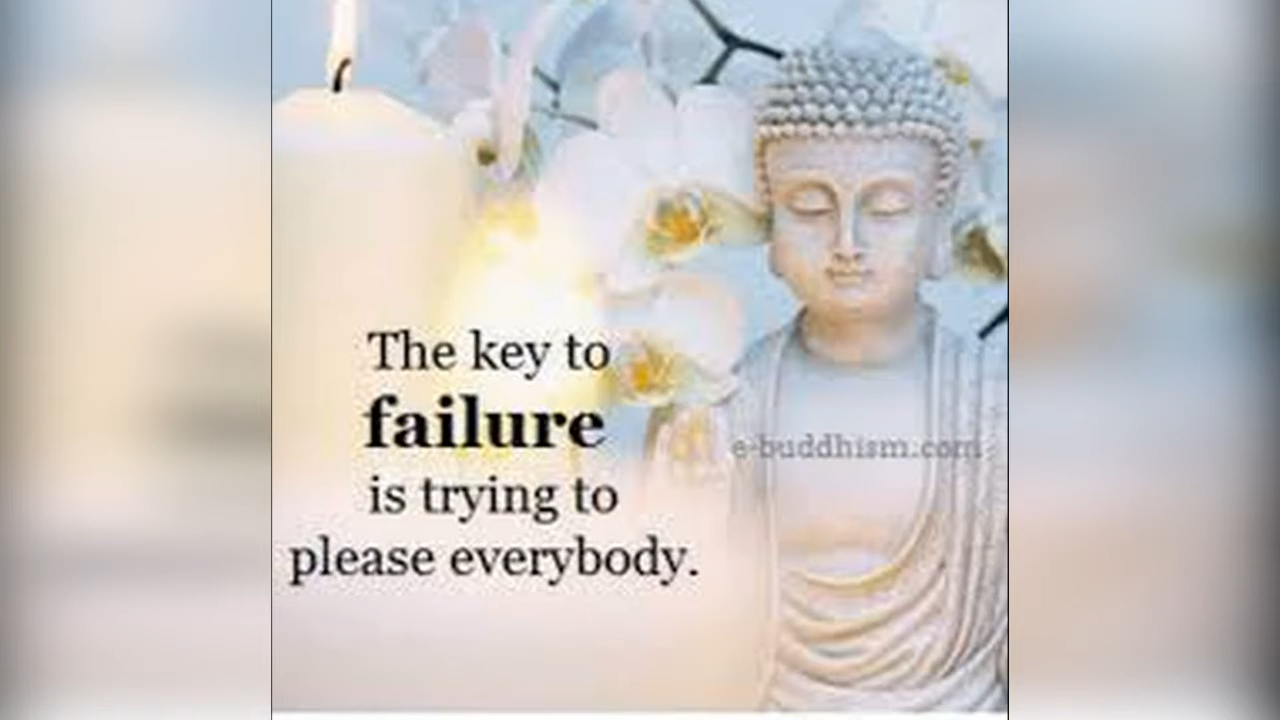 The key to
failure
is trying to
please everybody.
e-buddhism.com